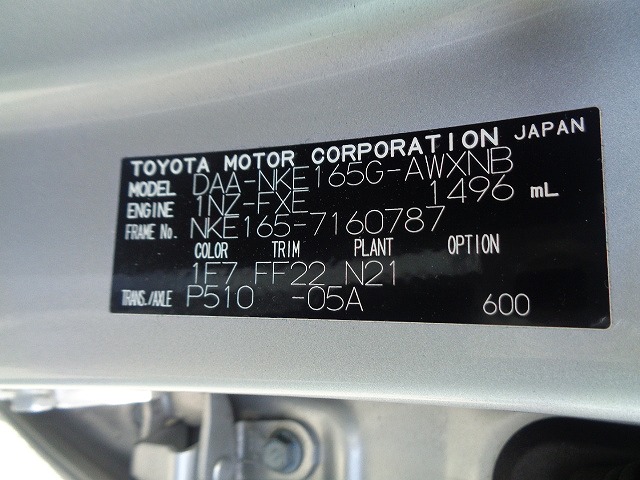 TOYOTA MOTOR CORPORATION JAPAN
MODEL DAA-NKE165G-AWXNB
ENGINE 1NZ-FXE 1496 mL
FRAME No. NKE165-7160787
COLOR TRIM PLANT OPTION
1F7 FF22 N21
TRANS./AXLE P510 -05A 600